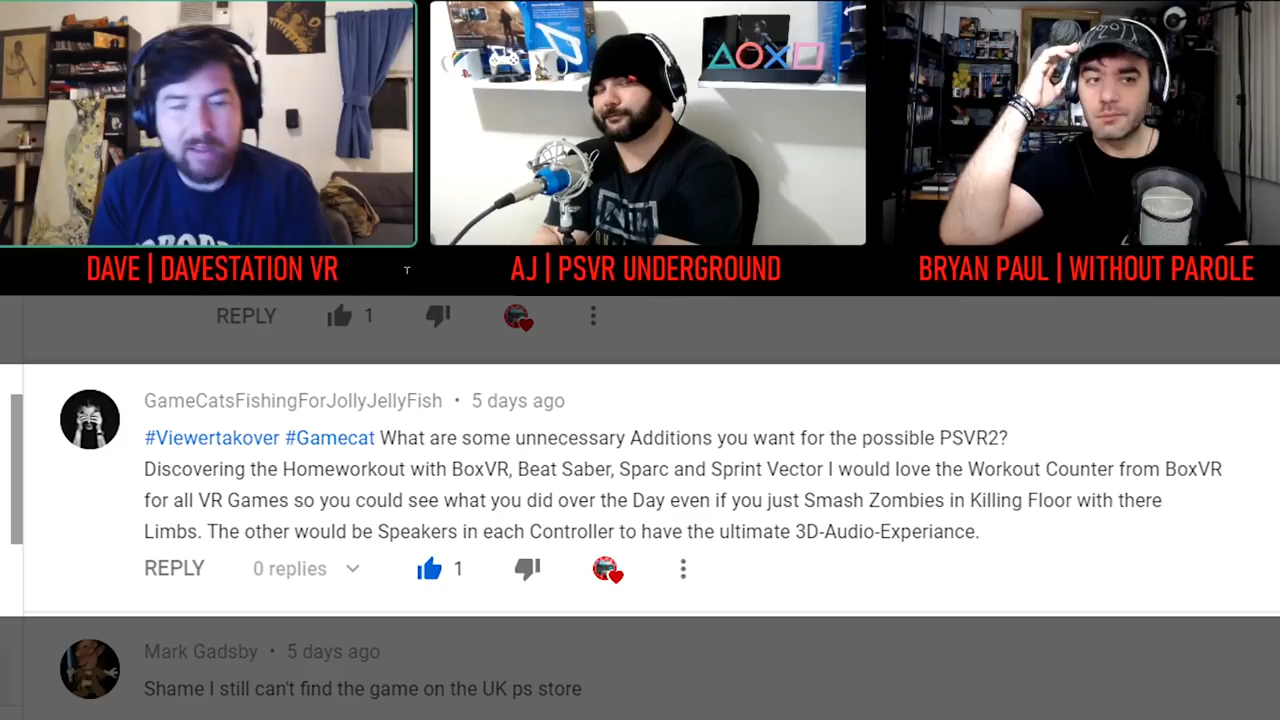 DAVE | DAVESTATION VR
AJ | PSVR UNDERGROUND
BRYAN PAUL | WITHOUT PAROLE
REPLY 1
GameCatsFishingForJollyJellyFish • 5 days ago
#Viewertakover #Gamecat What are some unnecessary Additions you want for the possible PSVR2?
Discovering the Homeworkout with BoxVR, Beat Saber, Sparc and Sprint Vector I would love the Workout Counter from BoxVR
for all VR Games so you could see what you did over the Day even if you just Smash Zombies in Killing Floor with there
Limbs. The other would be Speakers in each Controller to have the ultimate 3D-Audio-Experiance.
REPLY 0 replies 1
Mark Gadsby • 5 days ago
Shame I still can't find the game on the UK ps store